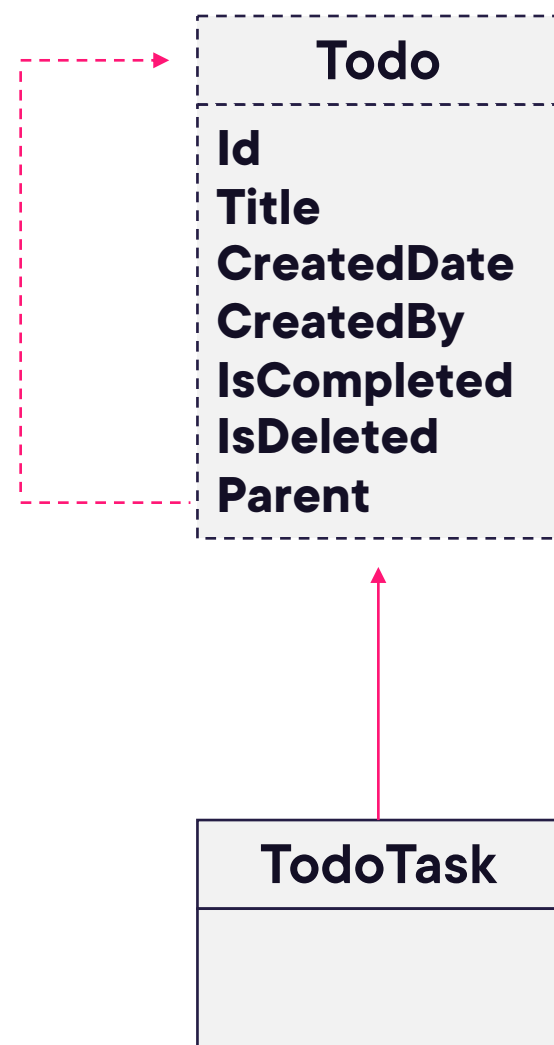 Todo
Id
Title
CreatedDate
CreatedBy
IsCompleted
IsDeleted
Parent
TodoTask